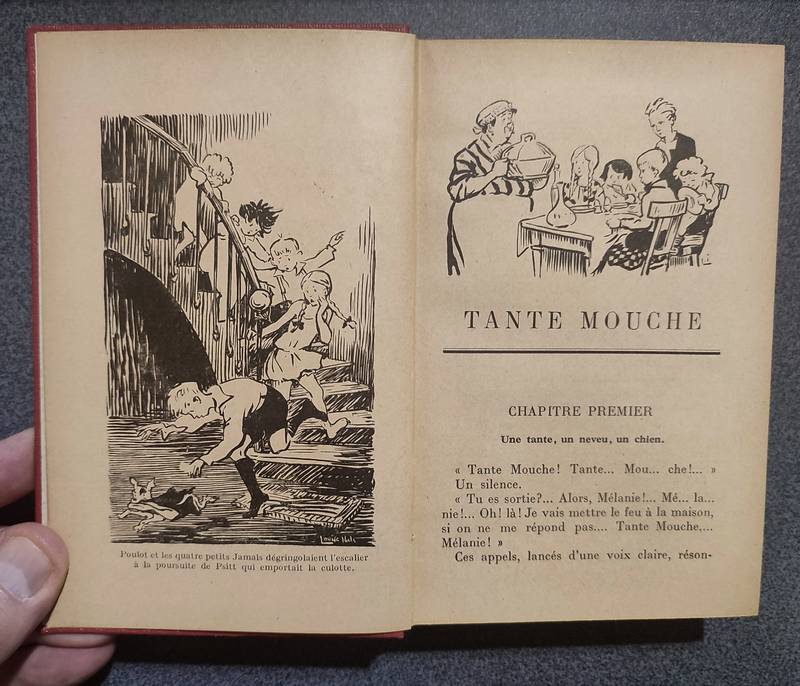 Poulot et les quatre petits Jamais dégringolaient l'escalier
à la poursuite de Psitt qui emportait la culotte.
TANTE MOUCHE
CHAPITRE PREMIER
Une tante, un neveu, un chien.
« Tante Mouche! Tante... Mou... che!... »
Un silence.
« Tu es sortie?... Alors, Mélanie!... Mé... la...
nie!... Oh! là! Je vais mettre le feu à la maison,
si on ne me répond pas.... Tante Mouche,...
Mélanie! »
Ces appels, lancés d'une voix claire, réson-